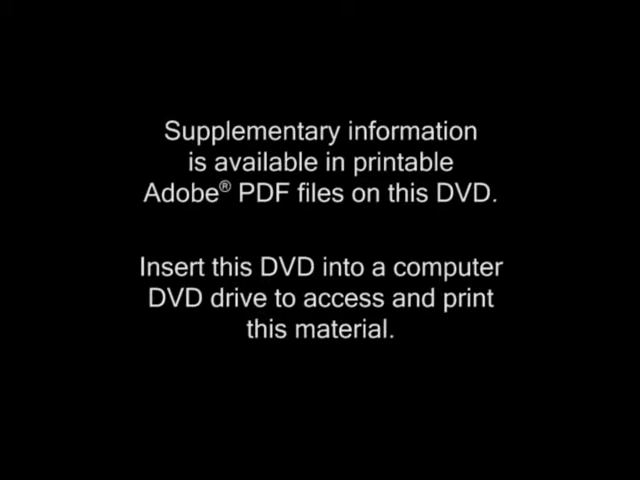 Supplementary information
is available in printable
Adobe® PDF files on this DVD.
Insert this DVD into a computer
DVD drive to access and print
this material.